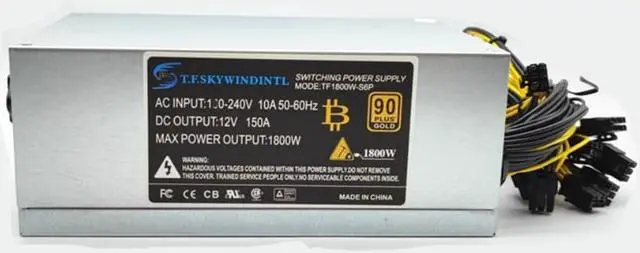 T.F.SKYWINDINTL
SWITCHING POWER SUPPLY
MODE:TF1800W-S6P
AC INPUT:100-240V 10A 50-60Hz
DC OUTPUT:12V 150A
MAX POWER OUTPUT:1800W
90
PLUS
GOLD
1800W
WARNING:
HAZARDOUS VOLTAGES CONTAINED WITHIN THIS POWER SUPPLY.DO NOT REMOVE
THIS COVER. TRAINED SERVICE PEOPLE ONLY.NO SERVICEABLE COMPONENTS INSIDE.
FC CE CB
MADE IN CHINA